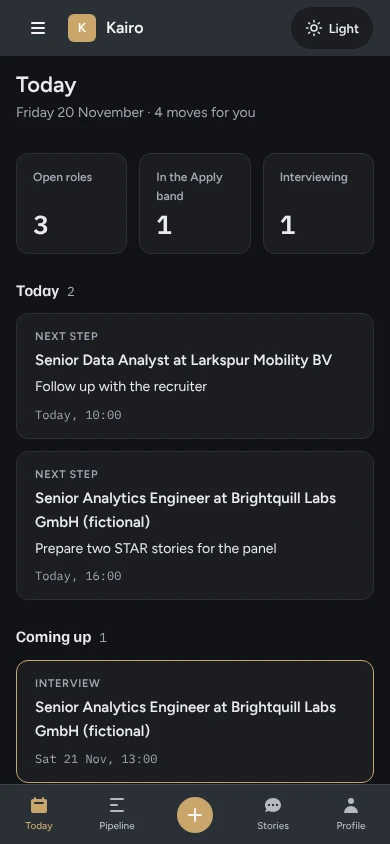 K
Kairo
Light
Today
Friday 20 November · 4 moves for you
Open roles
3
In the Apply
band
1
Interviewing
1
Today 2
NEXT STEP
Senior Data Analyst at Larkspur Mobility BV
Follow up with the recruiter
Today, 10:00
NEXT STEP
Senior Analytics Engineer at Brightquill Labs
GmbH (fictional)
Prepare two STAR stories for the panel
Today, 16:00
Coming up 1
INTERVIEW
Senior Analytics Engineer at Brightquill Labs
GmbH (fictional)
Sat 21 Nov, 13:00
Today
Pipeline
Stories
Profile